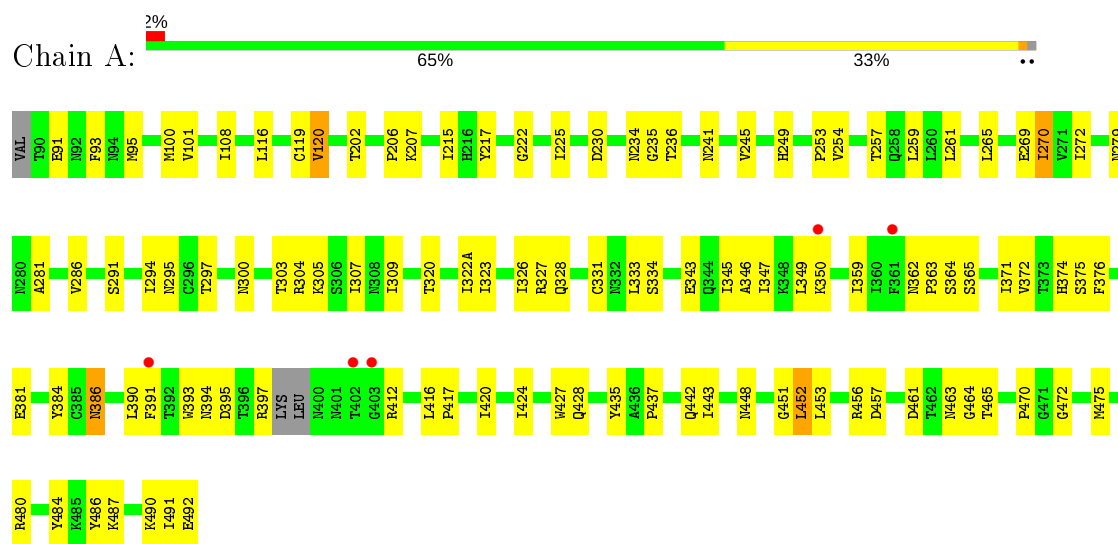 2%
Chain A:
65% 33% ••
VAL T90 E91 N92 F93 N94 M95 M100 V101 I108 L116 C119 V120 T202 P206 K207 I215 H216 Y217 G222 I225 D230 N234 G235 T236 N241 V245 H249 P253 V254 T257 Q258 L259 L260 L261 L265 E269 I270 V271 I272 N279
N280 A281 V286 S291 I294 N295 C296 T297 N300 T303 R304 K305 S306 I307 N308 I309 T320 I322A I323 I326 R327 Q328 C331 N332 L333 S334 E343 Q344 I345 A346 I347 K348 L349 K350 I359 I360 F361 N362 P363 S364 S365 I371 V372 T373 H374 S375 F376
E381 Y384 C385 N386 L390 F391 T392 W393 N394 D395 T396 R397 LYS LEU N400 N401 T402 G403 R412 L416 P417 I420 I424 W427 Q428 Y435 A436 P437 Q442 I443 N448 G451 L452 L453 R456 D457 D461 T462 N463 G464 T465 P470 G471 G472 M475
R480 Y484 K485 Y486 K487 K490 I491 E492